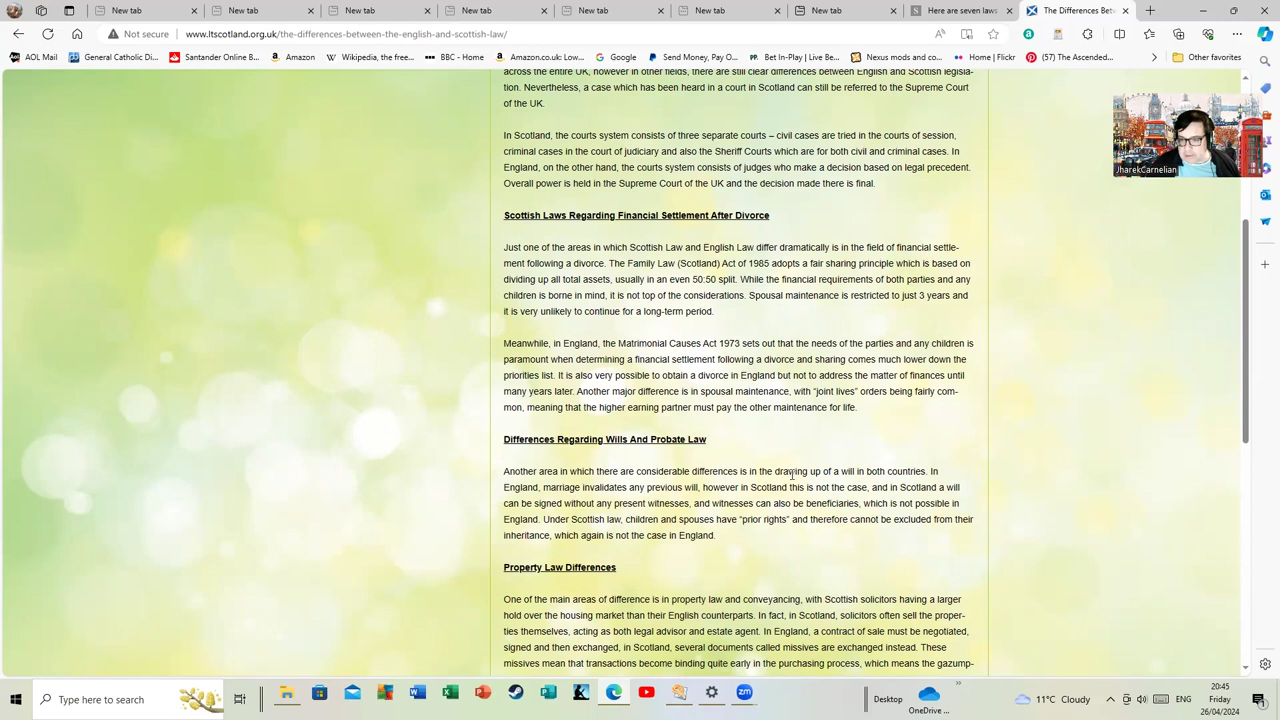 New tab
New tab
New tab
New tab
New tab
New tab
New tab
Here are seven laws
The Differences Bet
Not secure
www.ltscotland.org.uk/the-differences-between-the-english-and-scottish-law/
AOL Mail
General Catholic Di...
Santander Online B...
Amazon
Wikipedia, the free...
BBC - Home
Amazon.co.uk: Low...
Google
Send Money, Pay O...
Bet In-Play | Live Be...
Nexus mods and co...
Home | Flickr
(57) The Ascended...
Other favorites
across the entire UK, however in other fields, there are still clear differences between English and Scottish legisla-
tion. Nevertheless, a case which has been heard in a court in Scotland can still be referred to the Supreme Court
of the UK.
In Scotland, the courts system consists of three separate courts – civil cases are tried in the courts of session,
criminal cases in the court of judiciary and also the Sheriff Courts which are for both civil and criminal cases. In
England, on the other hand, the courts system consists of judges who make a decision based on legal precedent.
Overall power is held in the Supreme Court of the UK and the decision made there is final.
JharekCarnelian
Scottish Laws Regarding Financial Settlement After Divorce
Just one of the areas in which Scottish Law and English Law differ dramatically is in the field of financial settle-
ment following a divorce. The Family Law (Scotland) Act of 1985 adopts a fair sharing principle which is based on
dividing up all total assets, usually in an even 50:50 split. While the financial requirements of both parties and any
children is borne in mind, it is not top of the considerations. Spousal maintenance is restricted to just 3 years and
it is very unlikely to continue for a long-term period.
Meanwhile, in England, the Matrimonial Causes Act 1973 sets out that the needs of the parties and any children is
paramount when determining a financial settlement following a divorce and sharing comes much lower down the
priorities list. It is also very possible to obtain a divorce in England but not to address the matter of finances until
many years later. Another major difference is in spousal maintenance, with “joint lives” orders being fairly com-
mon, meaning that the higher earning partner must pay the other maintenance for life.
Differences Regarding Wills And Probate Law
Another area in which there are considerable differences is in the drawing up of a will in both countries. In
England, marriage invalidates any previous will, however in Scotland this is not the case, and in Scotland a will
can be signed without any present witnesses, and witnesses can also be beneficiaries, which is not possible in
England. Under Scottish law, children and spouses have “prior rights” and therefore cannot be excluded from their
inheritance, which again is not the case in England.
Property Law Differences
One of the main areas of difference is in property law and conveyancing, with Scottish solicitors having a larger
hold over the housing market than their English counterparts. In fact, in Scotland, solicitors often sell the proper-
ties themselves, acting as both legal advisor and estate agent. In England, a contract of sale must be negotiated,
signed and then exchanged, in Scotland, several documents called missives are exchanged instead. These
missives mean that transactions become binding quite early in the purchasing process, which means the gazump-
Type here to search
Desktop
OneDrive ...
11°C Cloudy
ENG
20:45
Friday
26/04/2024